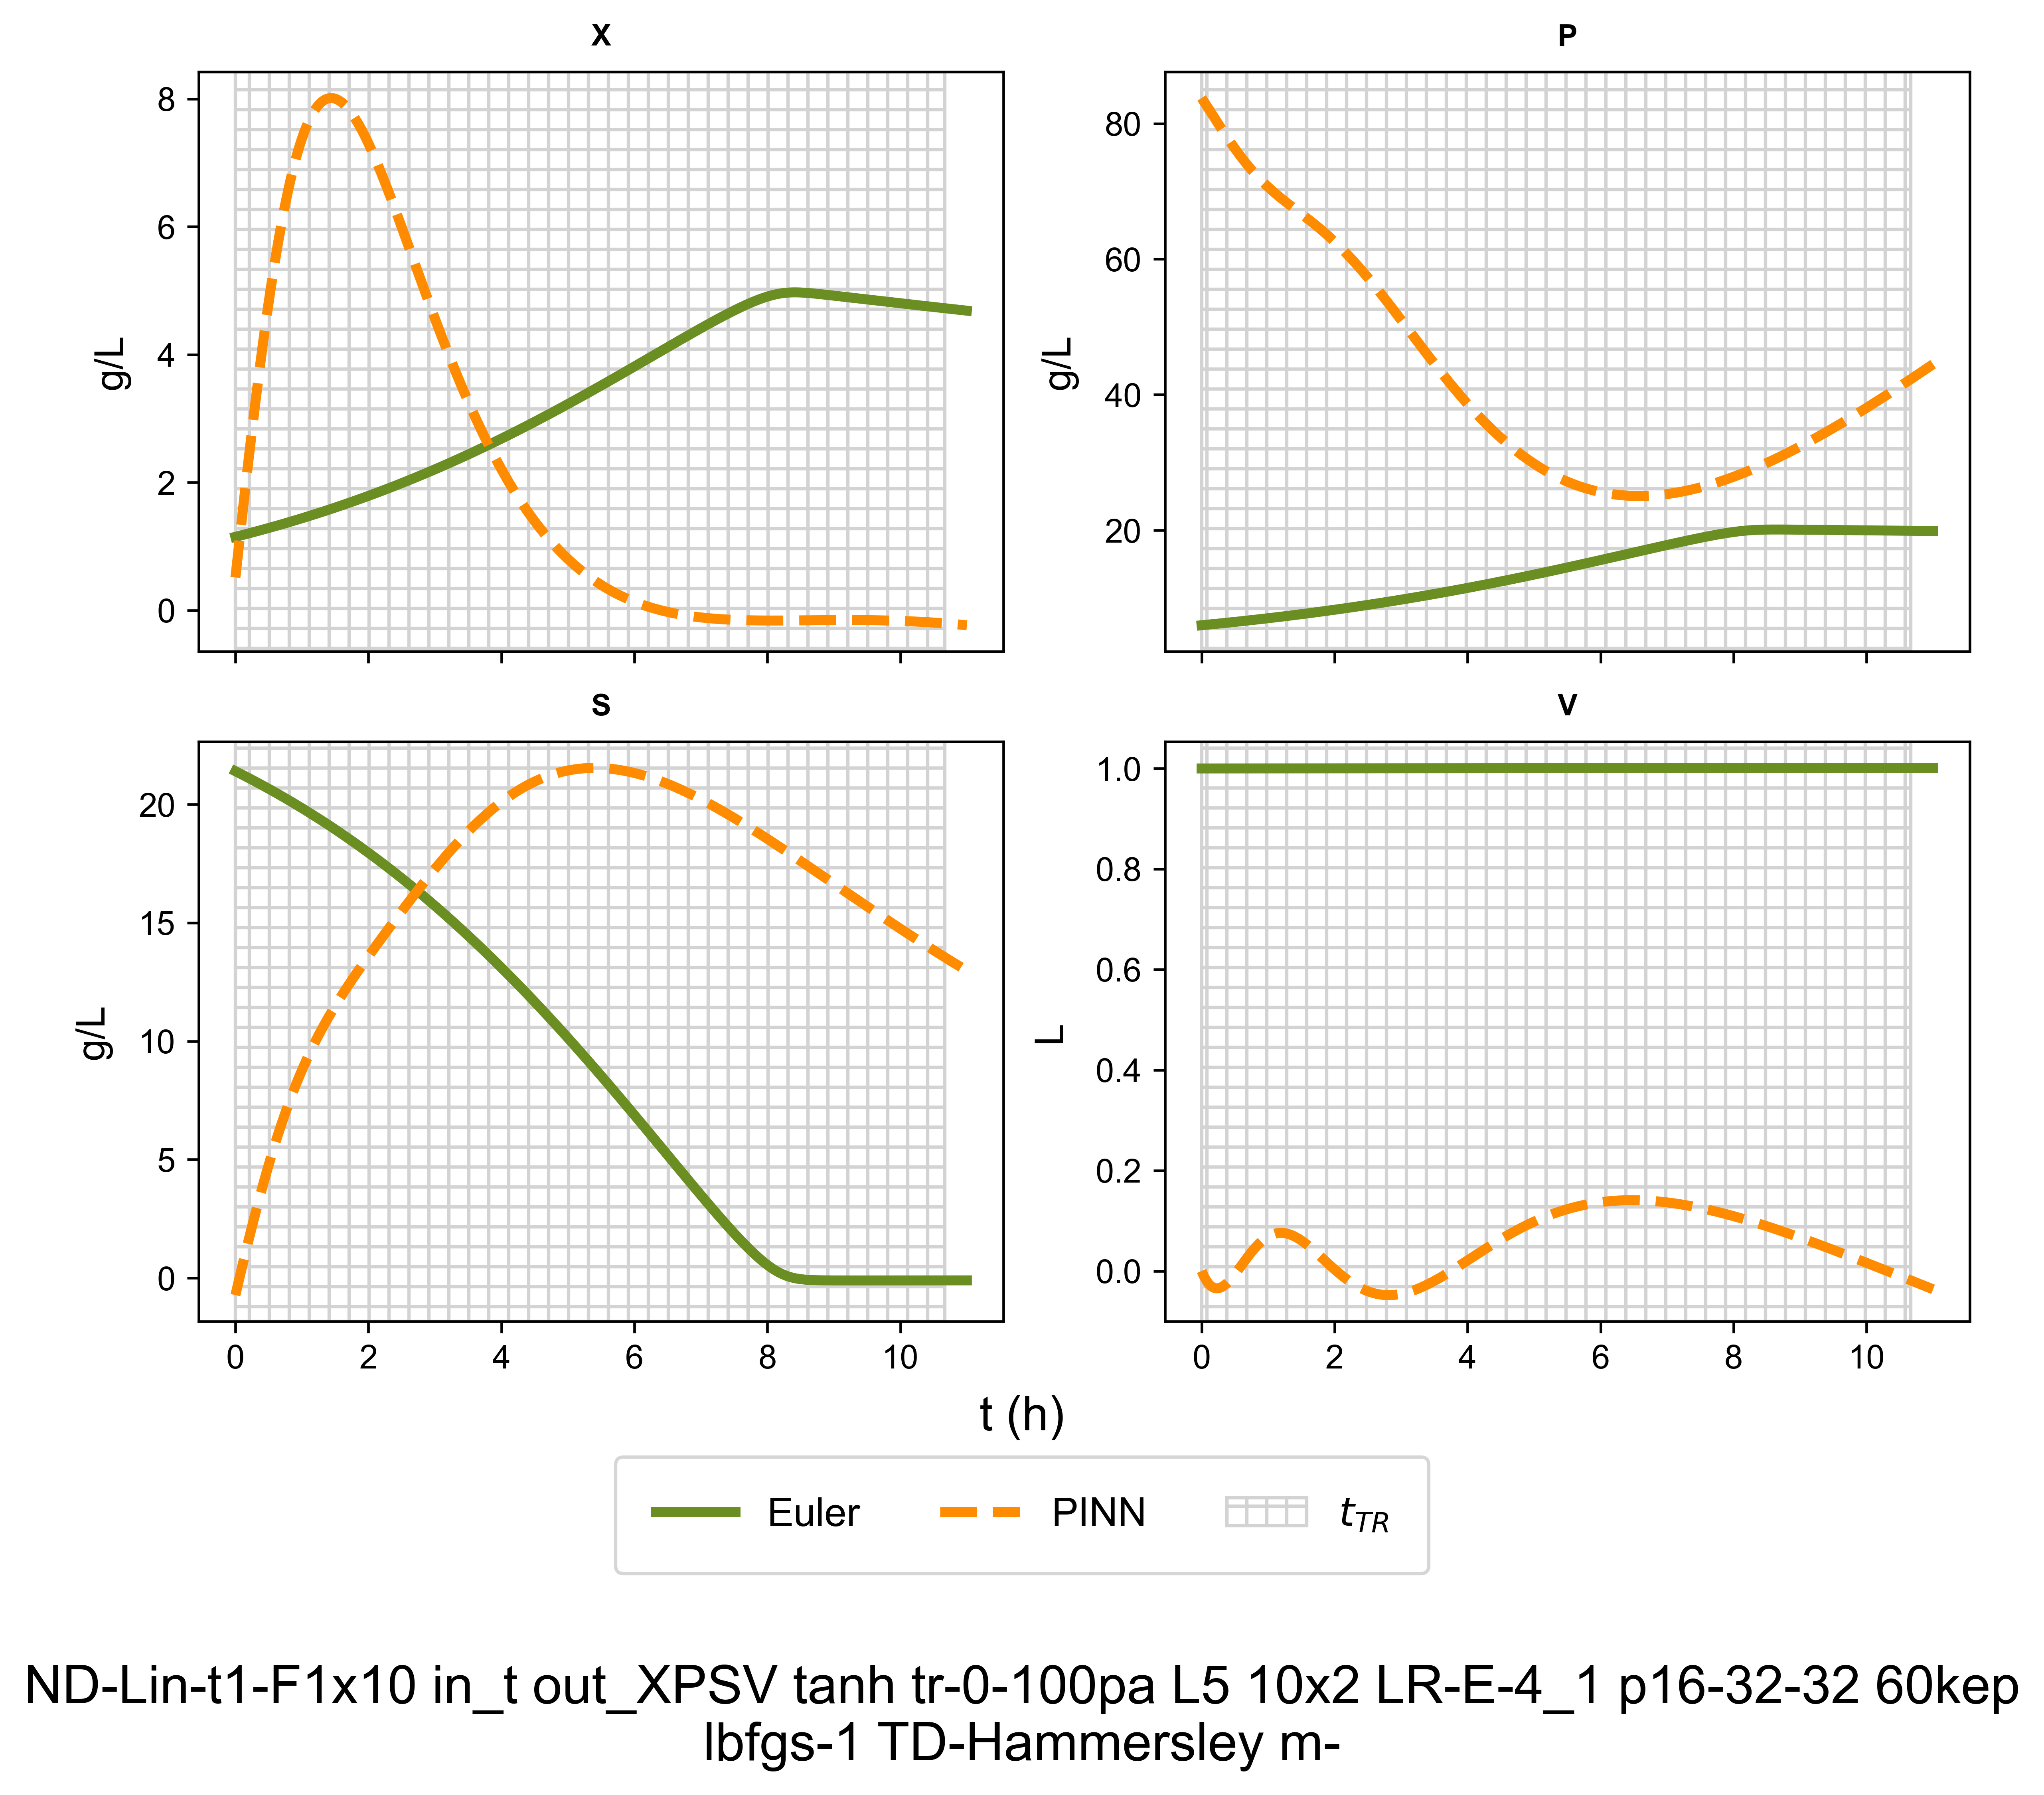 X
P
8
6
4
2
0
g/L
80
60
40
20
g/L
S
V
20
15
10
5
0
g/L
0 2 4 6 8 10
1.0
0.8
0.6
0.4
0.2
0.0
L
0 2 4 6 8 10
t (h)
Euler PINN t_TR
ND-Lin-t1-F1x10 in_t out_XPSV tanh tr-0-100pa L5 10x2 LR-E-4_1 p16-32-32 60kep
lbfgs-1 TD-Hammersley m-